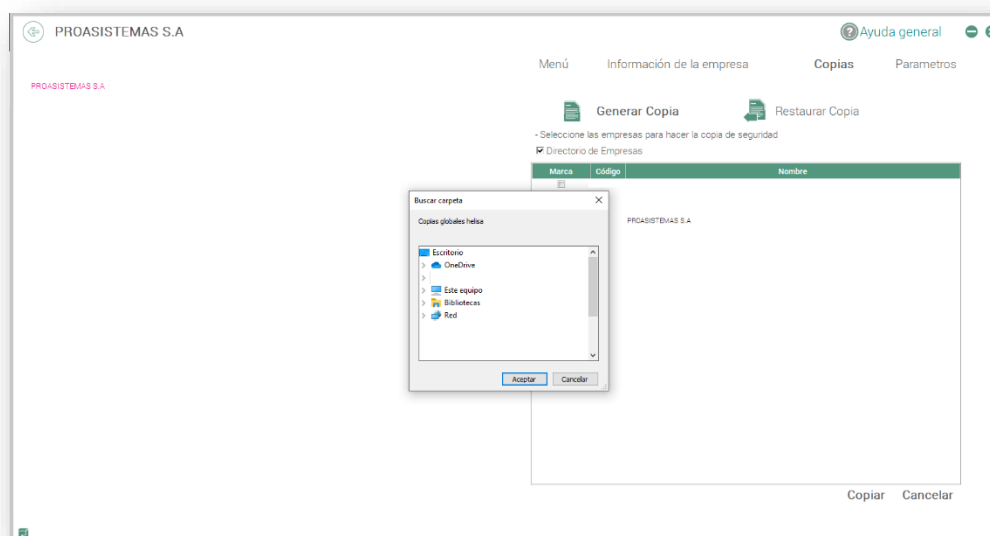 PROASISTEMAS S.A
Ayuda general
Menú
Información de la empresa
Copias
Parametros
PROASISTEMAS S.A
Generar Copia
Restaurar Copia
- Seleccione las empresas para hacer la copia de seguridad
Directorio de Empresas
Marca Código Nombre
PROASISTEMAS S.A
Buscar carpeta
Copias globales helisa
Escritorio
OneDrive
Este equipo
Bibliotecas
Red
Aceptar Cancelar
Copiar Cancelar